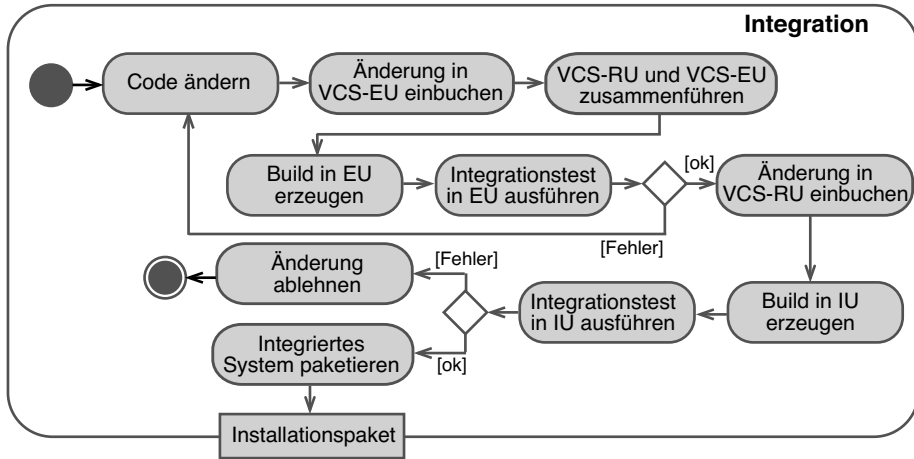 Integration
Code ändern
Änderung in
VCS-EU einbuchen
VCS-RU und VCS-EU
zusammenführen
Build in EU
erzeugen
Integrationstest
in EU ausführen
[ok]
Änderung in
VCS-RU einbuchen
[Fehler]
Änderung
ablehnen
[Fehler]
Integrationstest
in IU ausführen
Build in IU
erzeugen
Integriertes
System paketieren
[ok]
Installationspaket